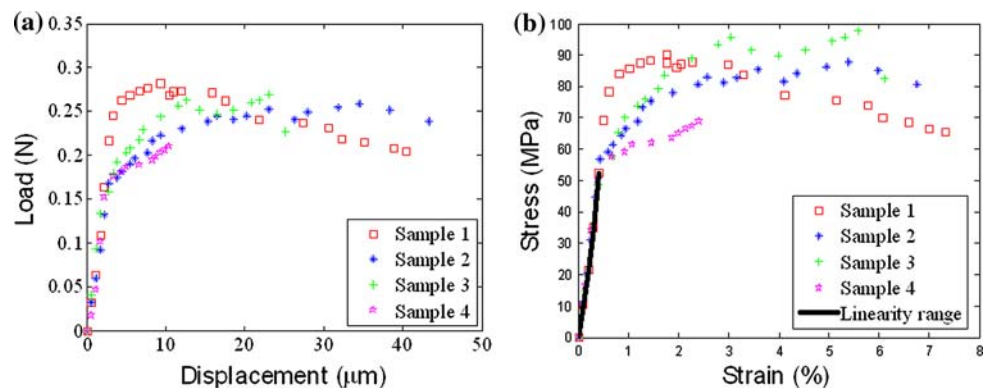 (a)
Load (N)
0.35
0.3
0.25
0.2
0.15
0.1
0.05
0
0 10 20 30 40 50
Displacement (μm)
Sample 1
Sample 2
Sample 3
Sample 4
(b)
Stress (MPa)
100
90
80
70
60
50
40
30
20
10
0
0 1 2 3 4 5 6 7 8
Strain (%)
Sample 1
Sample 2
Sample 3
Sample 4
Linearity range